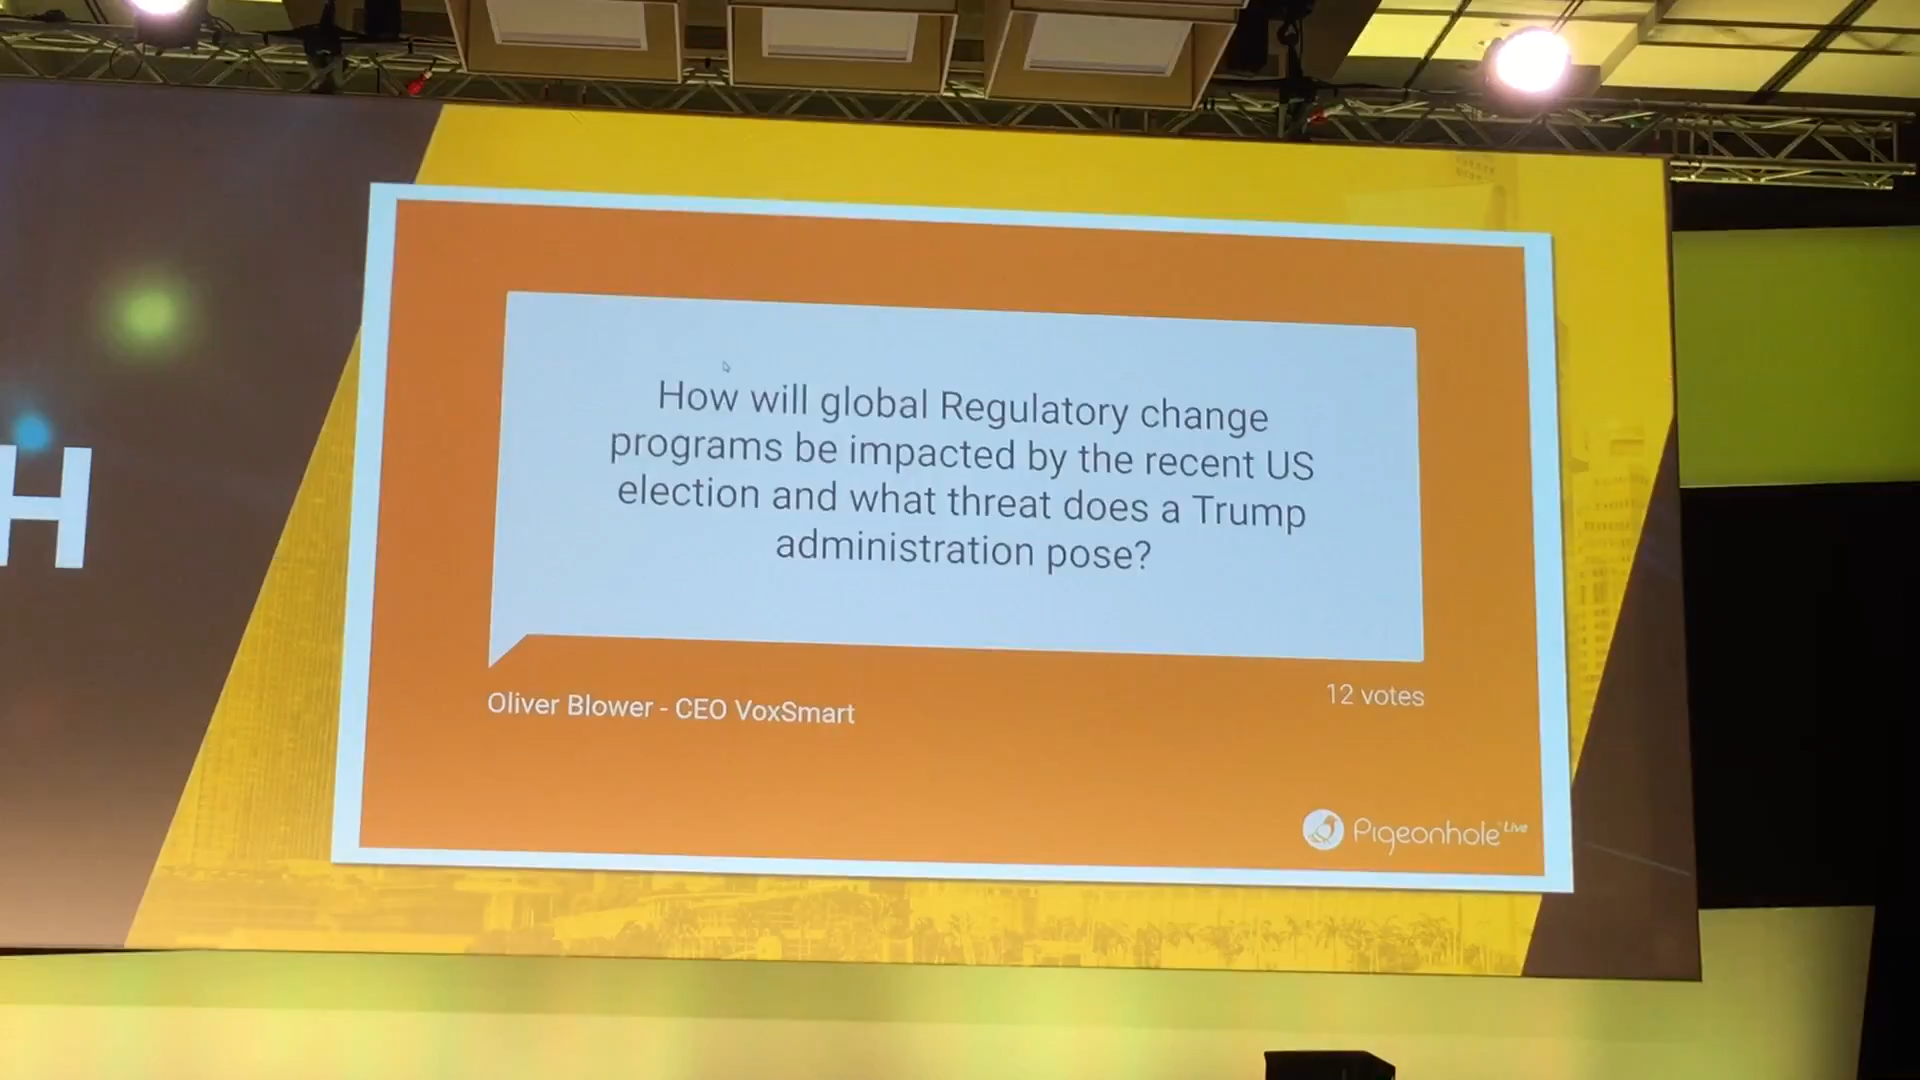 H
How will global Regulatory change
programs be impacted by the recent US
election and what threat does a Trump
administration pose?
Oliver Blower - CEO VoxSmart
12 votes
Pigeonhole Live